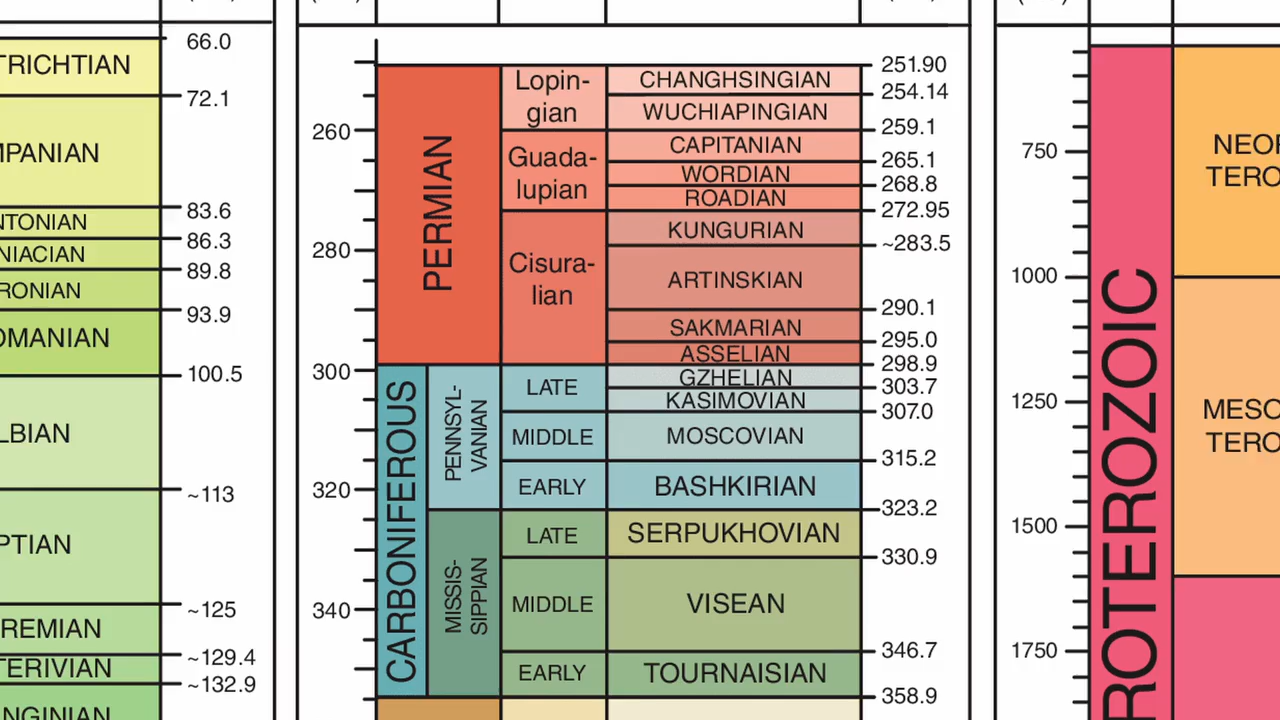 TRICHTIAN
MPANIAN
NTONIAN
NIACIAN
RONIAN
OMANIAN
LBIAN
PTIAN
REMIAN
TERIVIAN
NGINIAN
66.0
72.1
83.6
86.3
89.8
93.9
100.5
~113
~125
~129.4
~132.9
260
280
300
320
340
PERMIAN
CARBONIFEROUS
PENNSYL-
VANIAN
MISSIS-
SIPPIAN
Lopin-
gian
Guada-
lupian
Cisura-
lian
LATE
MIDDLE
EARLY
LATE
MIDDLE
EARLY
CHANGHSINGIAN
WUCHIAPINGIAN
CAPITANIAN
WORDIAN
ROADIAN
KUNGURIAN
ARTINSKIAN
SAKMARIAN
ASSELIAN
GZHELIAN
KASIMOVIAN
MOSCOVIAN
BASHKIRIAN
SERPUKHOVIAN
VISEAN
TOURNAISIAN
251.90
254.14
259.1
265.1
268.8
272.95
~283.5
290.1
295.0
298.9
303.7
307.0
315.2
323.2
330.9
346.7
358.9
750
1000
1250
1500
1750
ROTEROZOIC
NEO
TERO
MESO
TERO